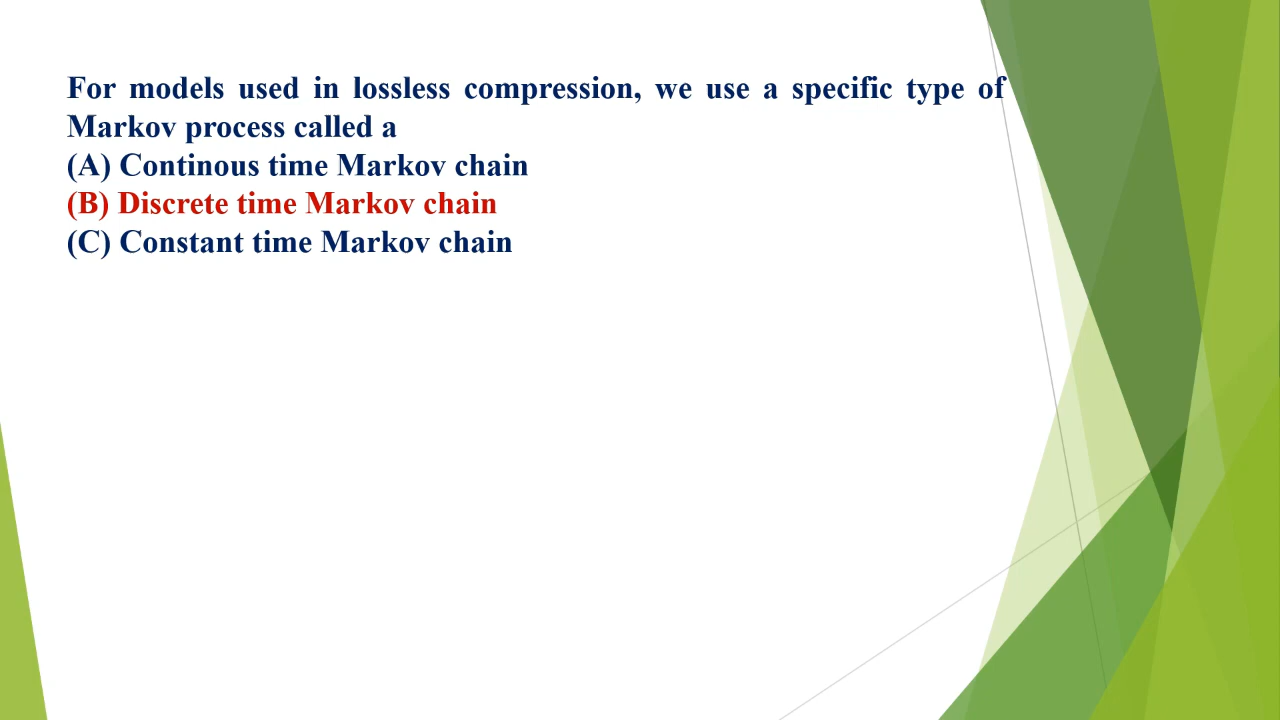 For models used in lossless compression, we use a specific type of
Markov process called a
(A) Continous time Markov chain
(B) Discrete time Markov chain
(C) Constant time Markov chain